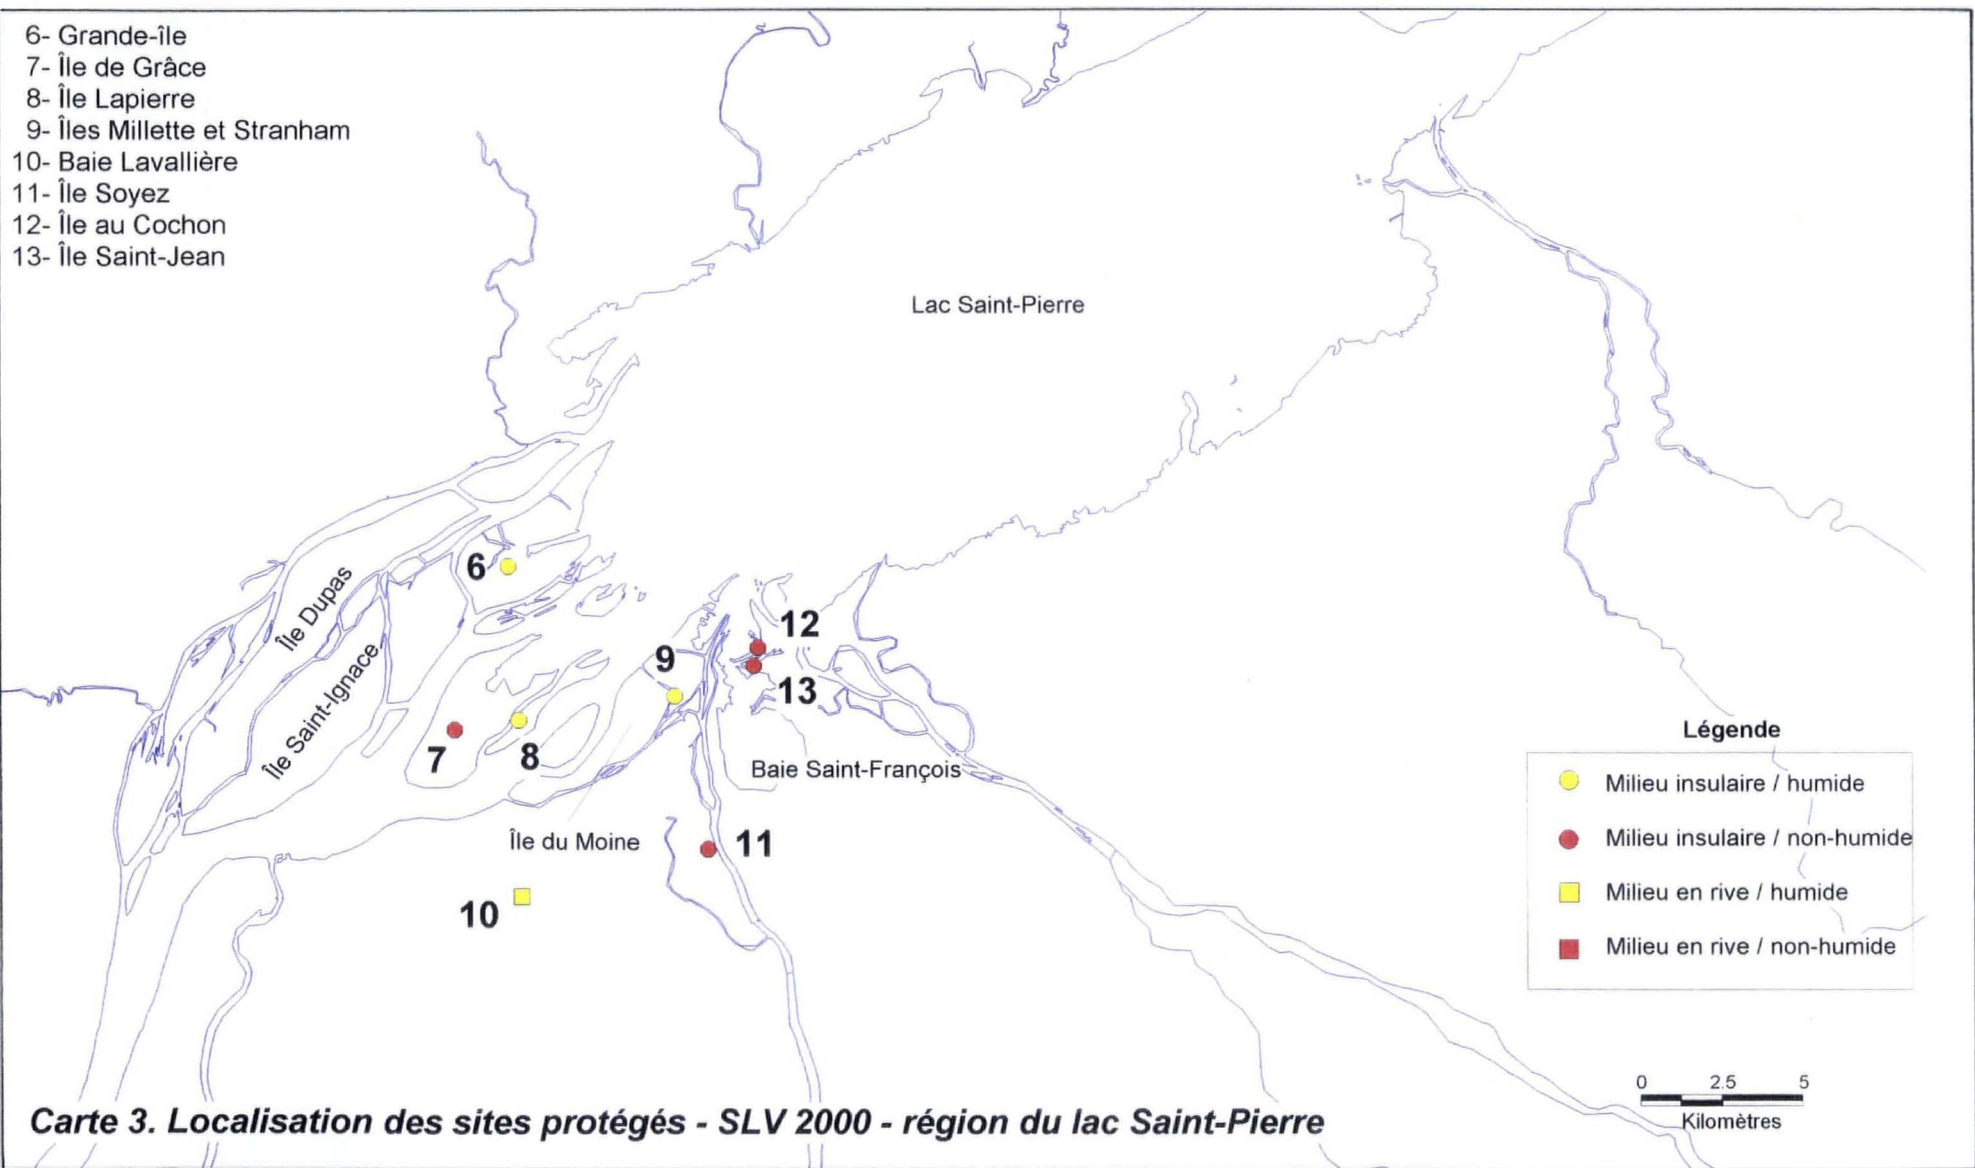 6- Grande-île
7- Île de Grâce
8- Île Lapierre
9- Îles Millette et Stranham
10- Baie Lavallière
11- Île Soyez
12- Île au Cochon
13- Île Saint-Jean
Lac Saint-Pierre
6
Île Dupas
12
9
Île Saint-Ignace
13
7
8
Baie Saint-François
Île du Moine
11
10
Légende
Milieu insulaire / humide
Milieu insulaire / non-humide
Milieu en rive / humide
Milieu en rive / non-humide
0 2.5 5
Kilomètres
Carte 3. Localisation des sites protégés - SLV 2000 - région du lac Saint-Pierre